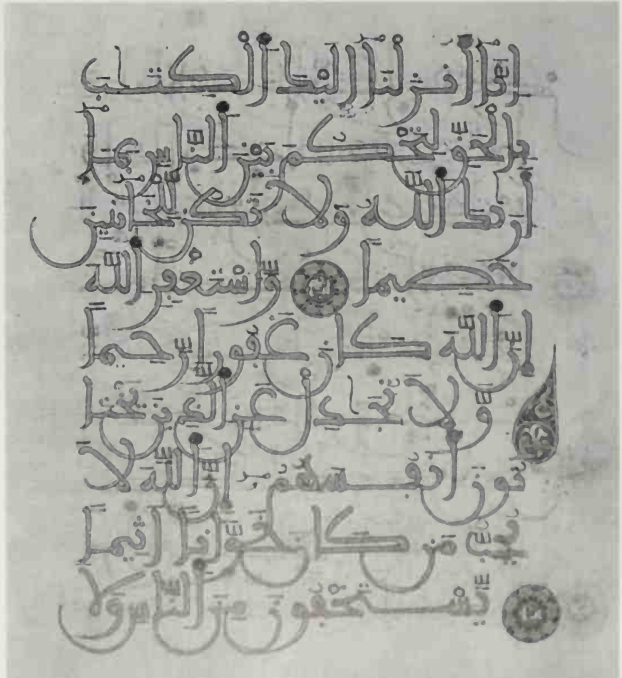 إنا أنزلنا إليك الكتب
بالحق لتحكم بين الناس بما
أريك الله ولا تكن للخائنين
خصيما واستغفر الله
إن الله كان غفورا رحيما
ولا تجدل عن الذين يختا
نون أنفسهم إن الله لا
يحب من كان خوانا أثيما
يستخفون من الناس ولا